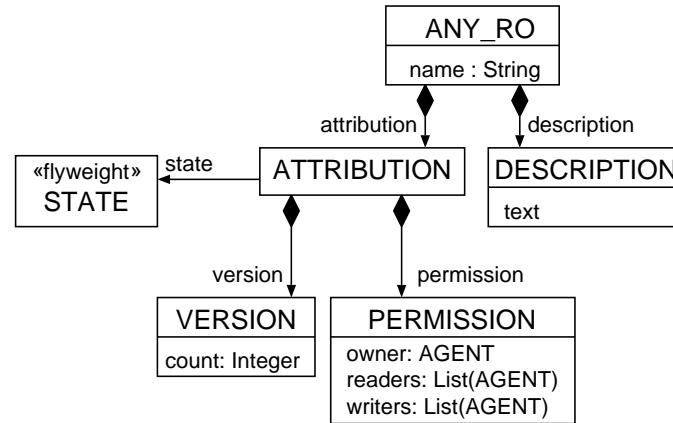 ANY_RO
name : String
attribution
description
«flyweight»
STATE
state
ATTRIBUTION
DESCRIPTION
text
version
permission
VERSION
count: Integer
PERMISSION
owner: AGENT
readers: List(AGENT)
writers: List(AGENT)